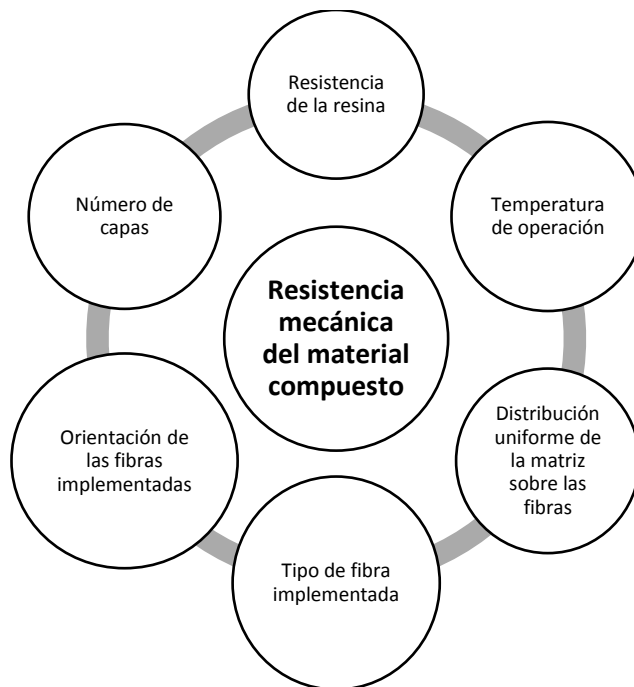 Resistencia
de la resina
Temperatura
de operación
Distribución
uniforme de
la matriz
sobre las
fibras
Tipo de fibra
implementada
Orientación de
las fibras
implementadas
Número de
capas
Resistencia
mecánica
del material
compuesto